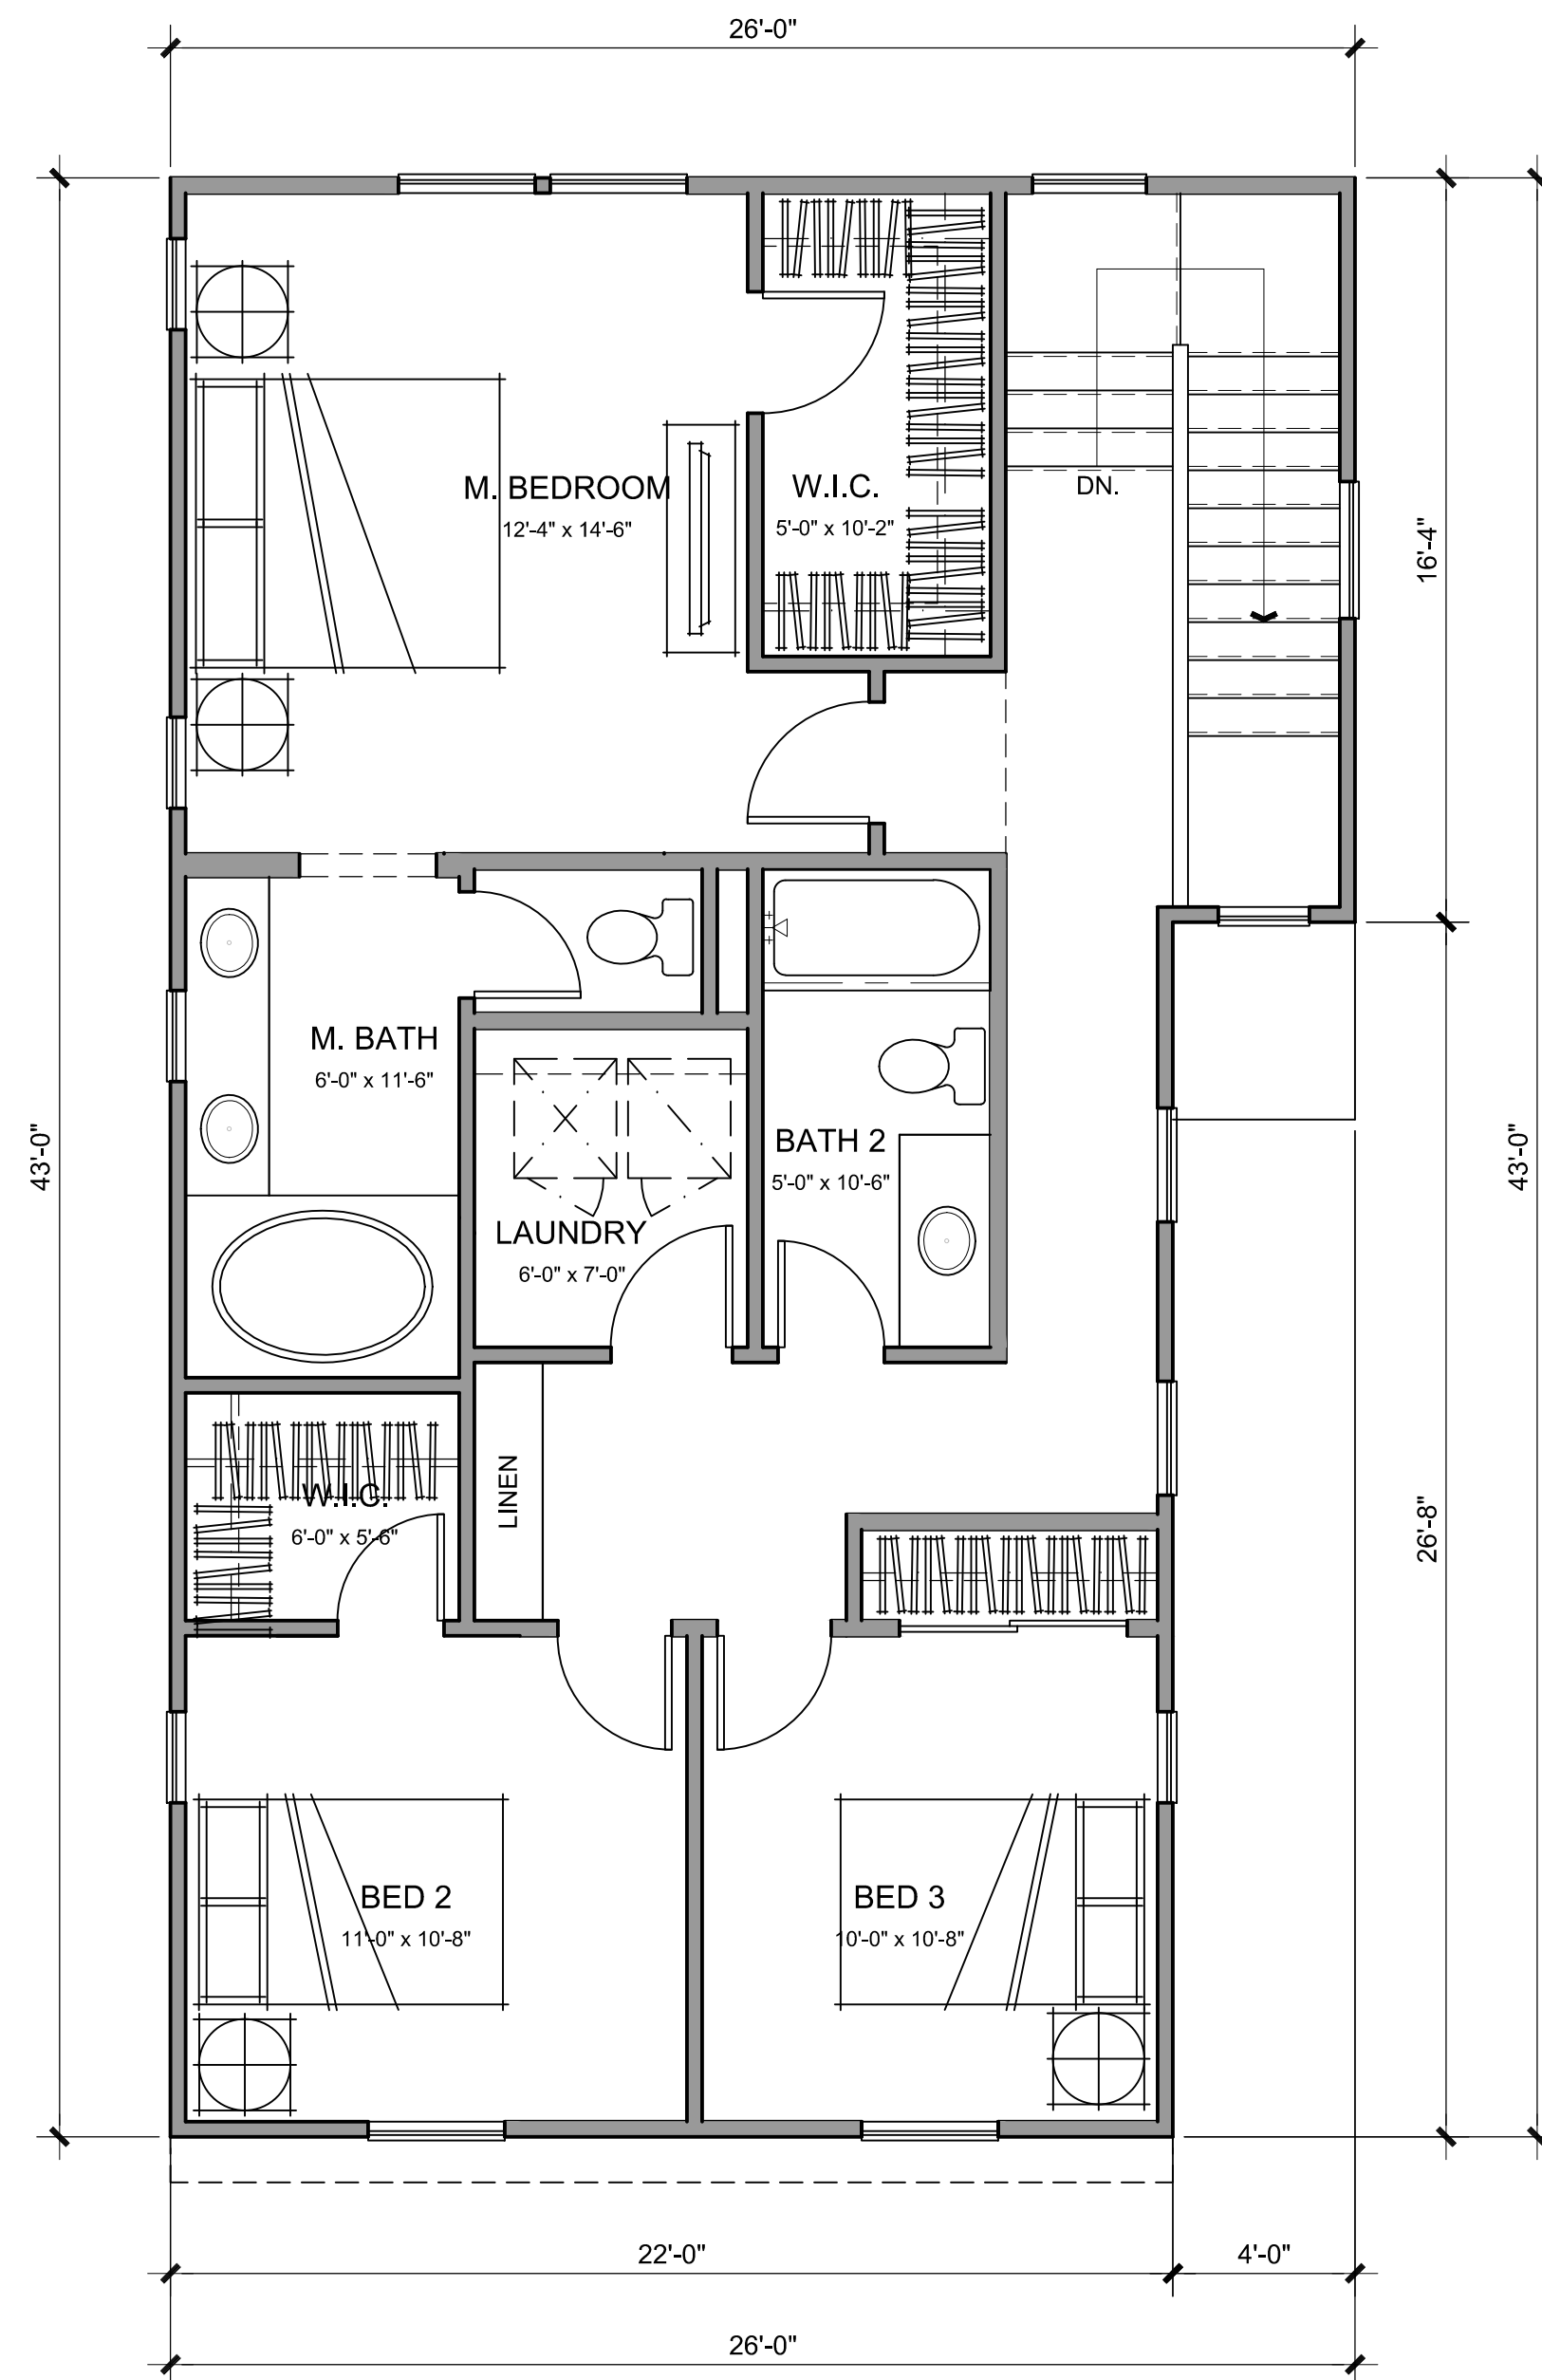 26'-0"
M. BEDROOM
12'-4" x 14'-6"
W.I.C.
5'-0" x 10'-2"
DN.
16'-4"
M. BATH
6'-0" x 11'-6"
BATH 2
5'-0" x 10'-6"
LAUNDRY
6'-0" x 7'-0"
43'-0"
43'-0"
W.I.C.
6'-0" x 5'-6"
LINEN
26'-8"
BED 2
11'-0" x 10'-8"
BED 3
10'-0" x 10'-8"
22'-0"
4'-0"
26'-0"